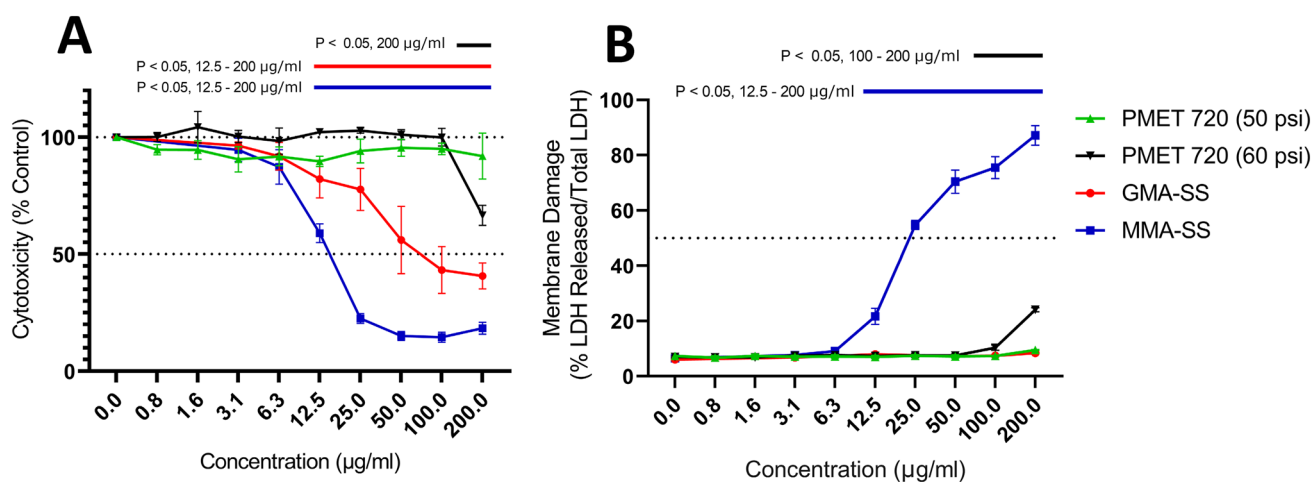 A
P < 0.05, 200 µg/ml
P < 0.05, 12.5 - 200 µg/ml
P < 0.05, 12.5 - 200 µg/ml
Cytotoxicity (% Control)
100
50
0
0.0 0.8 1.6 3.1 6.3 12.5 25.0 50.0 100.0 200.0
Concentration (µg/ml)
B
P < 0.05, 100 - 200 µg/ml
P < 0.05, 12.5 - 200 µg/ml
Membrane Damage
(% LDH Released/Total LDH)
100
80
60
40
20
0
0.0 0.8 1.6 3.1 6.3 12.5 25.0 50.0 100.0 200.0
Concentration (µg/ml)
PMET 720 (50 psi)
PMET 720 (60 psi)
GMA-SS
MMA-SS